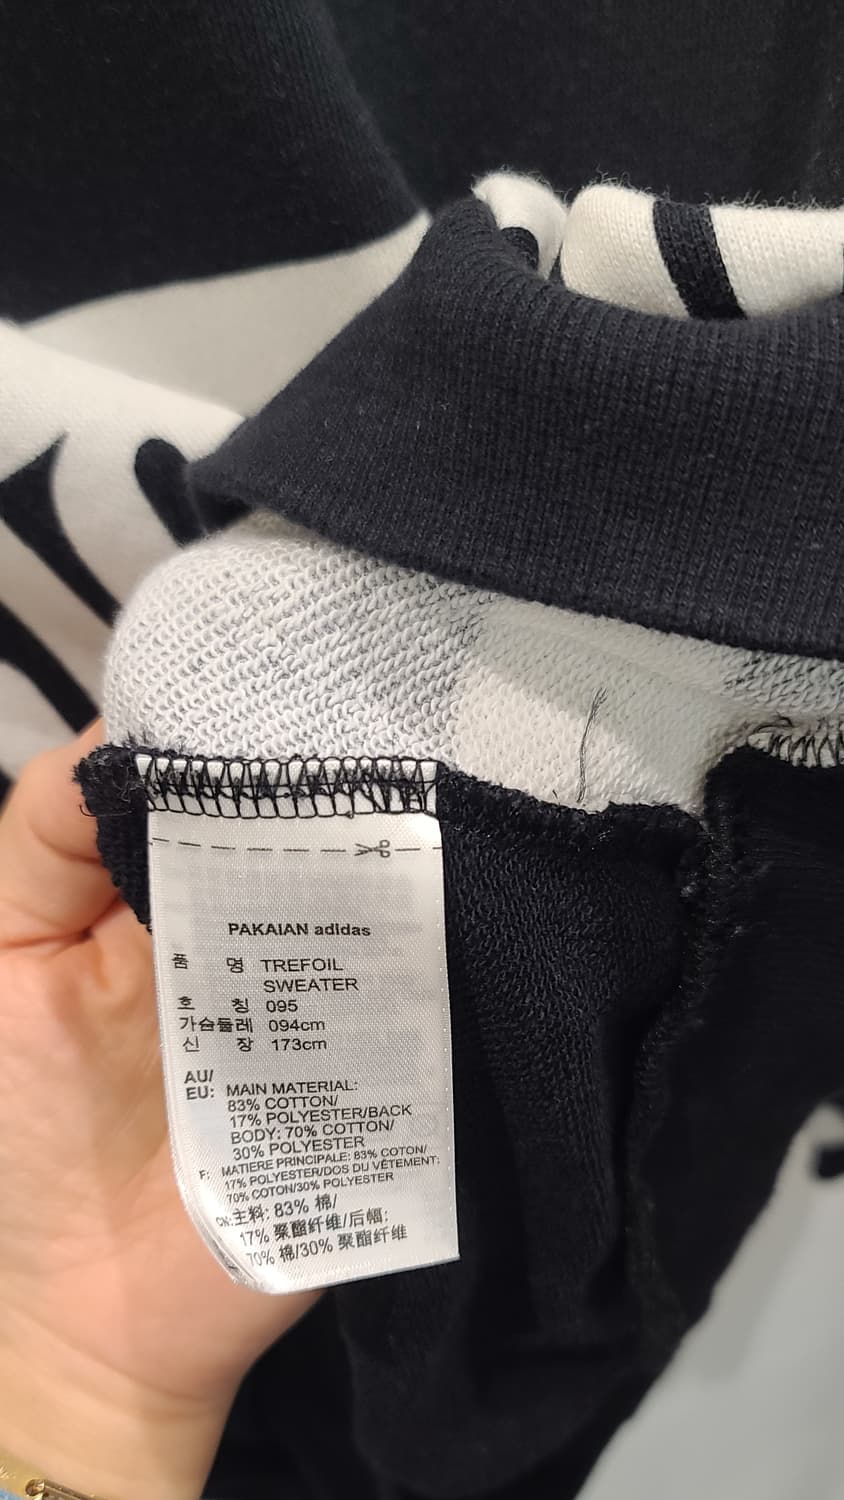 PAKAIAN adidas
품 명 TREFOIL
SWEATER
호 칭 095
가슴둘레 094cm
신 장 173cm
AU/
EU: MAIN MATERIAL:
83% COTTON/
17% POLYESTER/BACK
BODY: 70% COTTON/
30% POLYESTER
F: MATIERE PRINCIPALE: 83% COTON/
17% POLYESTER/DOS DU VÊTEMENT:
70% COTON/30% POLYESTER
CN: 主料: 83% 棉/
17% 聚酯纤维/后幅:
70% 棉/30% 聚酯纤维